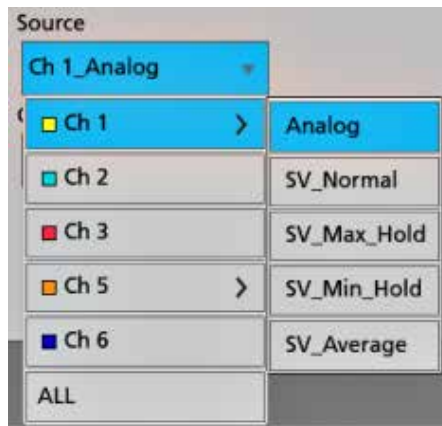 Source
Ch 1_Analog
Ch 1 >
Analog
Ch 2
SV_Normal
Ch 3
SV_Max_Hold
Ch 5 >
SV_Min_Hold
Ch 6
SV_Average
ALL